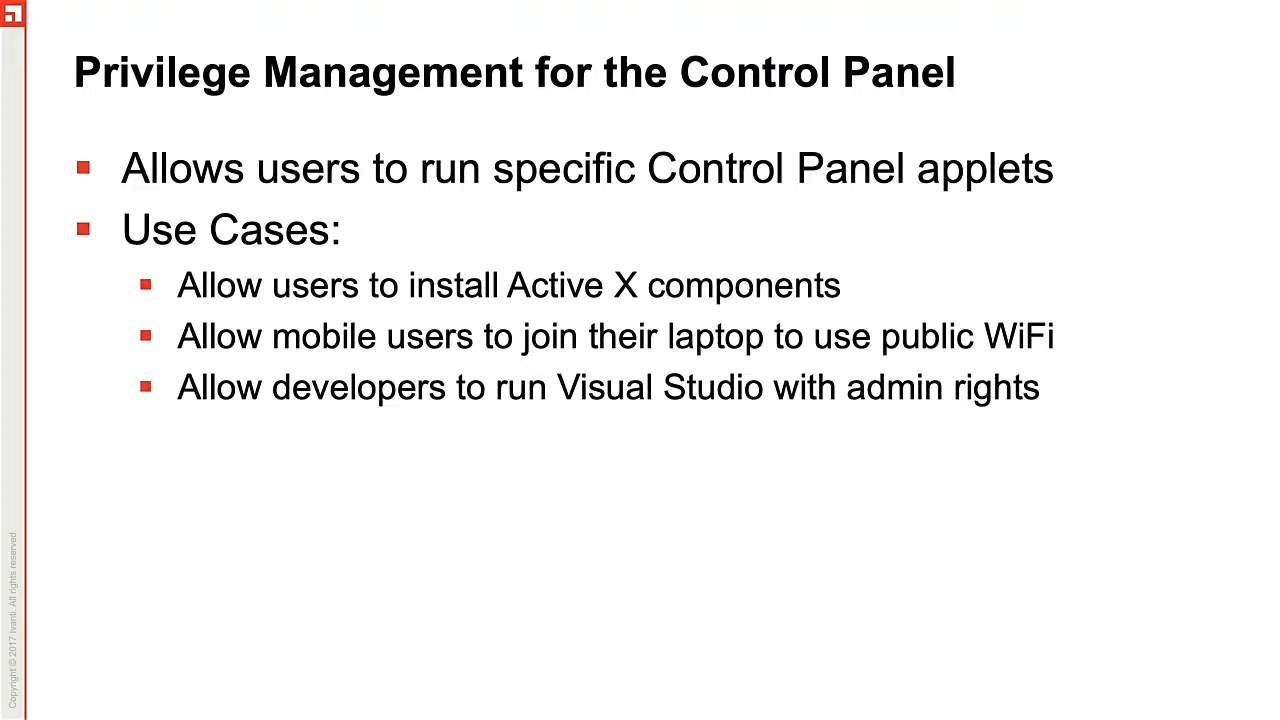 Privilege Management for the Control Panel
Allows users to run specific Control Panel applets
Use Cases:
Allow users to install Active X components
Allow mobile users to join their laptop to use public WiFi
Allow developers to run Visual Studio with admin rights
Copyright © 2017 Ivanti. All rights reserved